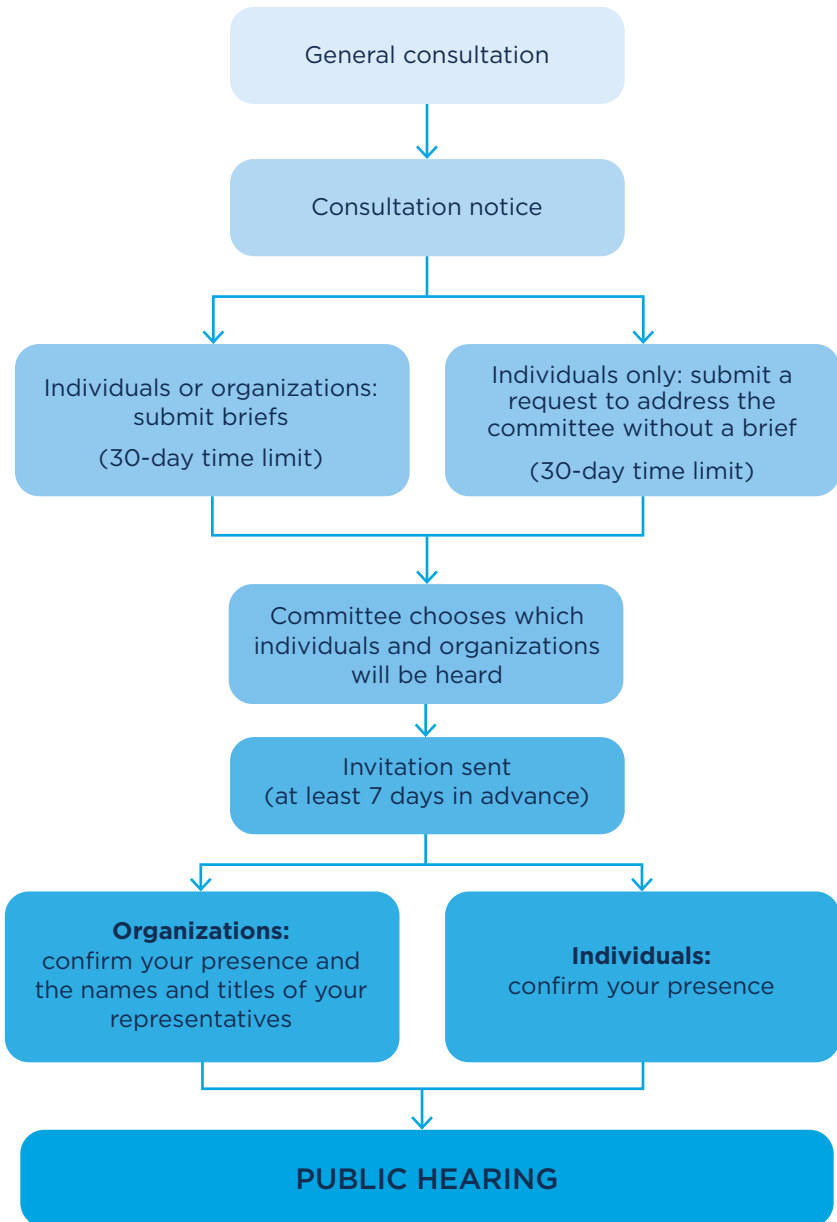 General consultation
Consultation notice
Individuals or organizations:
submit briefs
(30-day time limit)
Individuals only: submit a
request to address the
committee without a brief
(30-day time limit)
Committee chooses which
individuals and organizations
will be heard
Invitation sent
(at least 7 days in advance)
Organizations:
confirm your presence and
the names and titles of your
representatives
Individuals:
confirm your presence
PUBLIC HEARING